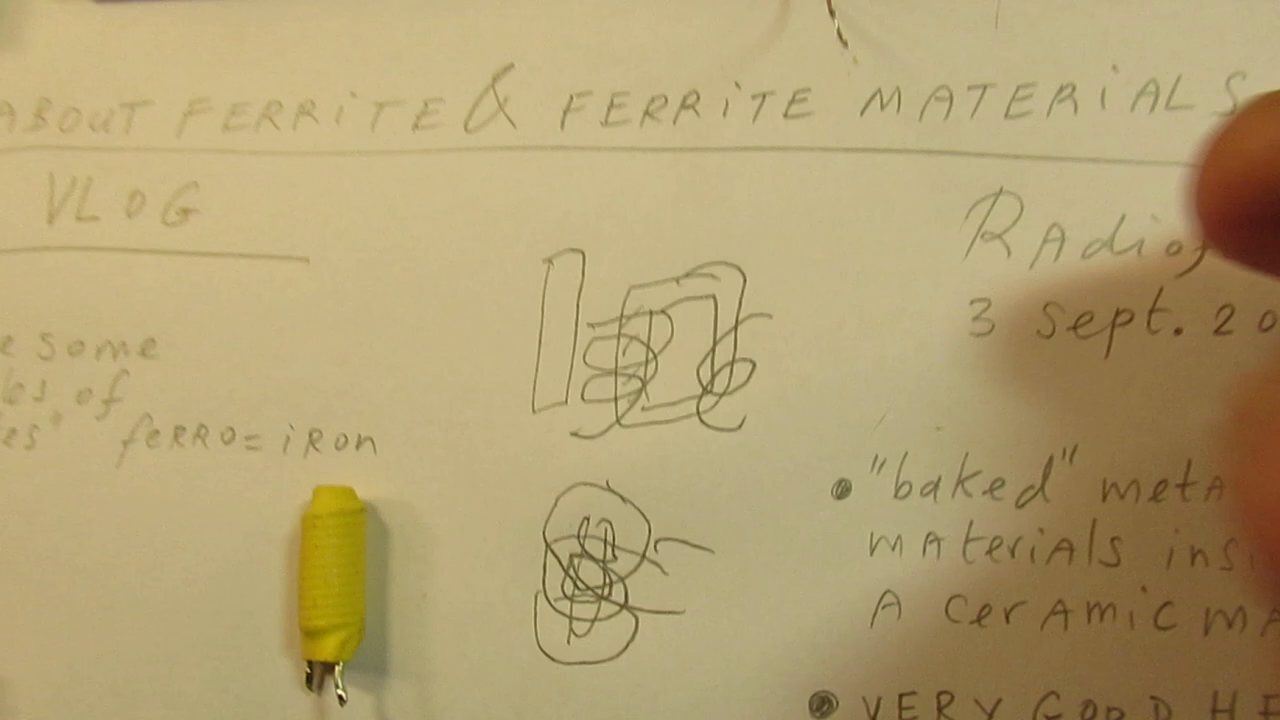 ABOUT FERRiTE & FERRiTE MATERiALS
VLOG
3 sept. 20
some
of
ferro=iron
"baked" metA
materials ins
A cerAmic mA
VERY GOOD HE